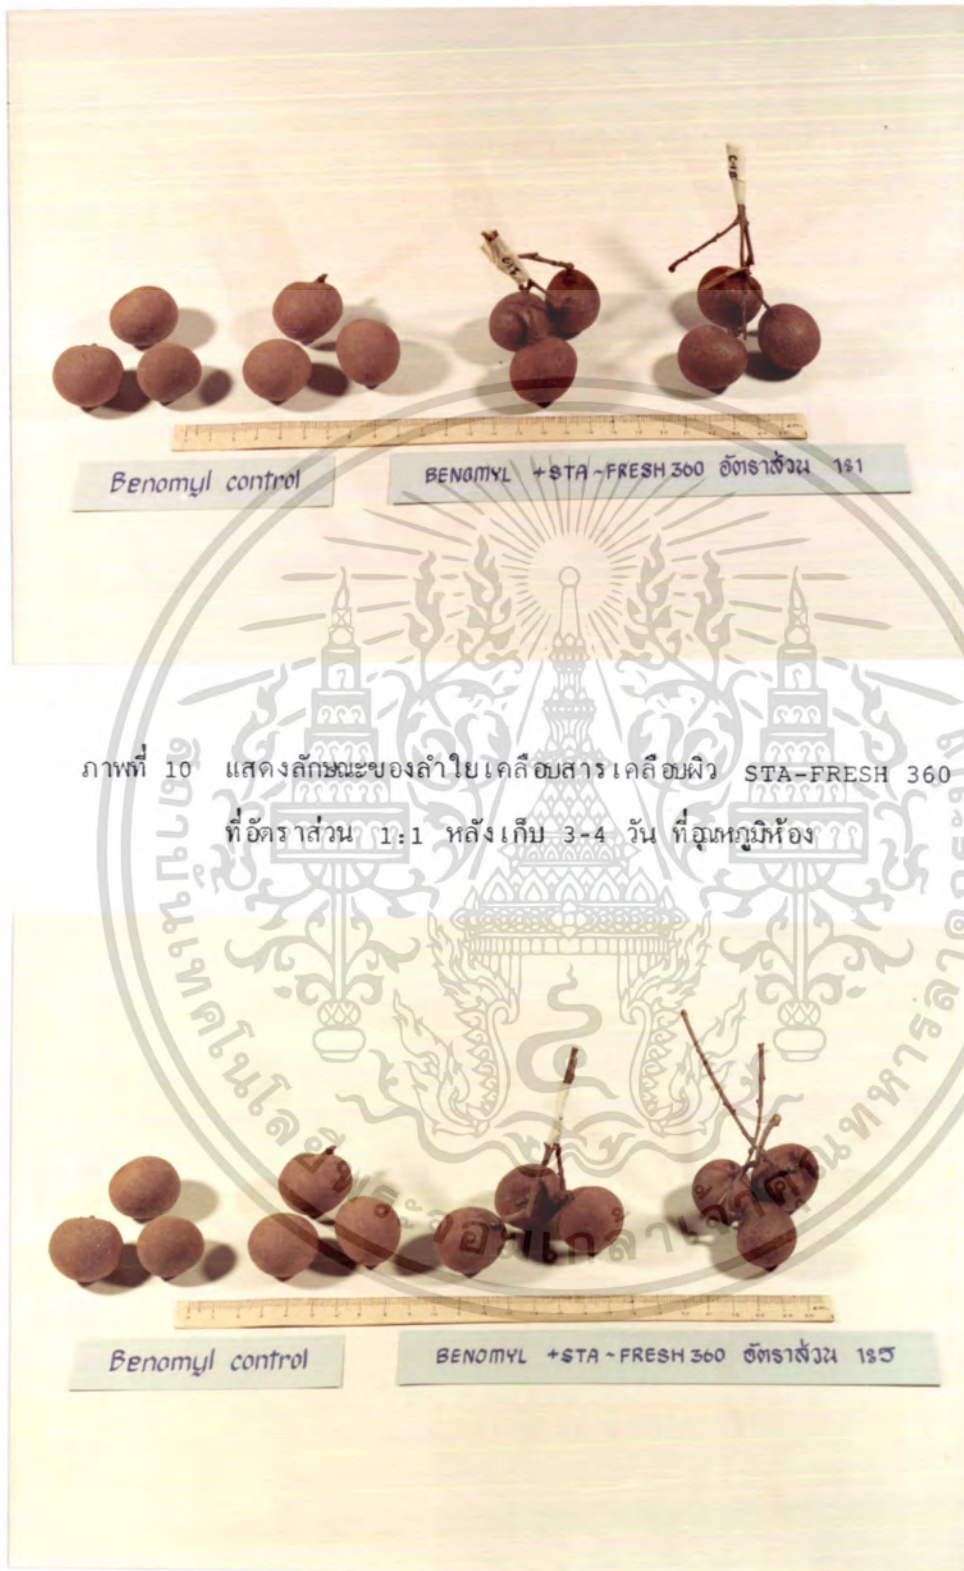 Benomyl control
BENOMYL +STA-FRESH 360 อัตราส่วน 1:1
ภาพที่ 10 แสดงลักษณะของลำไยเคลือบสารเคลือบผิว STA-FRESH 360
ที่อัตราส่วน 1:1 หลังเก็บ 3-4 วัน ที่อุณหภูมิห้อง
Benomyl control
BENOMYL +STA-FRESH 360 อัตราส่วน